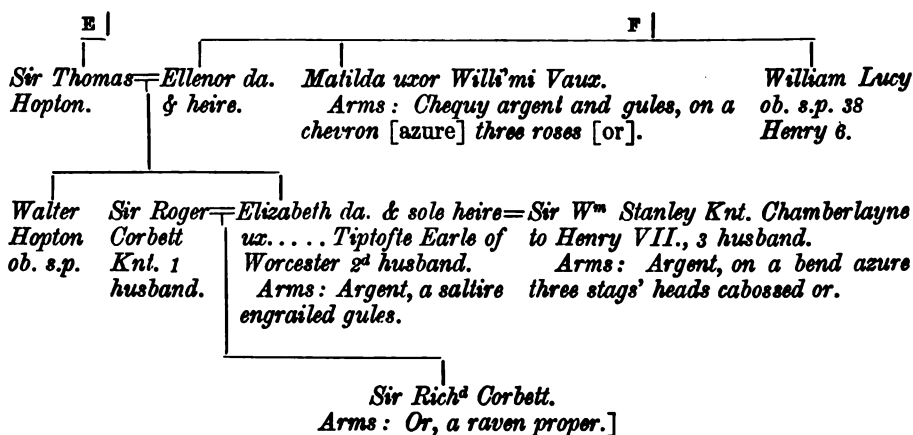 E F
Sir Thomas=Ellenor da. Matilda uxor Willi'mi Vaux. William Lucy
Hopton. & heire. Arms: Chequy argent and gules, on a ob. s.p. 38
chevron [azure] three roses [or]. Henry 6.
Walter Sir Roger=Elizabeth da. & sole heire=Sir Wᵐ Stanley Knt. Chamberlayne
Hopton Corbett ux..... Tiptofte Earle of to Henry VII., 3 husband.
ob. s.p. Knt. 1 Worcester 2ᵈ husband. Arms: Argent, on a bend azure
husband. Arms: Argent, a saltire three stags' heads cabossed or.
engrailed gules.
Sir Richᵈ Corbett.
Arms: Or, a raven proper.]